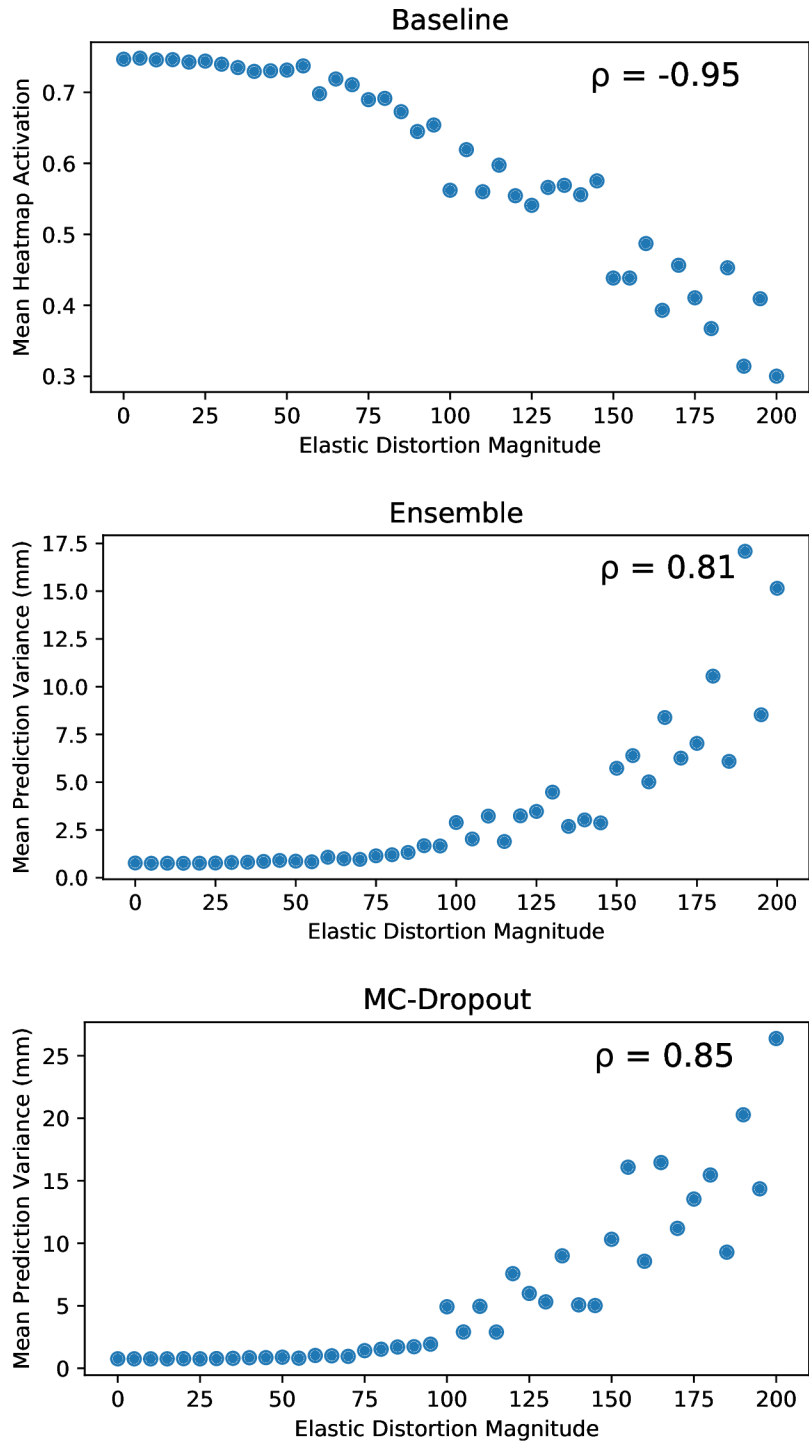 Baseline
ρ = -0.95
Mean Heatmap Activation
0.7
0.6
0.5
0.4
0.3
0 25 50 75 100 125 150 175 200
Elastic Distortion Magnitude
Ensemble
ρ = 0.81
Mean Prediction Variance (mm)
17.5
15.0
12.5
10.0
7.5
5.0
2.5
0.0
0 25 50 75 100 125 150 175 200
Elastic Distortion Magnitude
MC-Dropout
ρ = 0.85
Mean Prediction Variance (mm)
25
20
15
10
5
0
0 25 50 75 100 125 150 175 200
Elastic Distortion Magnitude